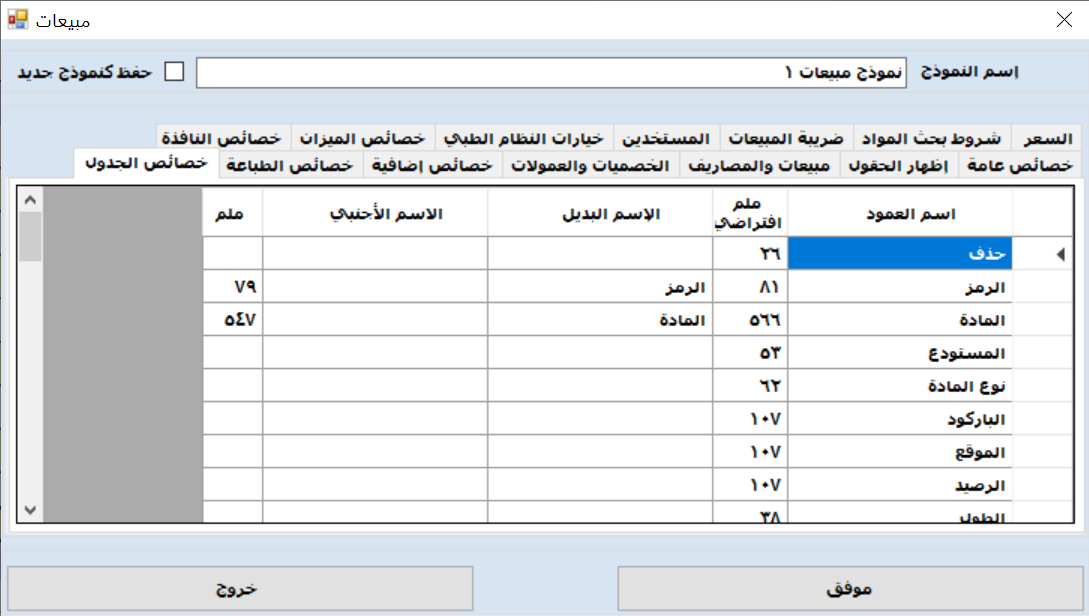 مبيعات
إسم النموذج نموذج مبيعات ١ حفظ كنموذج جديد
السعر شروط بحث المواد ضريبة المبيعات المستخدين خيارات النظام الطبي خصائص الميزان خصائص النافذة
خصائص عامة إظهار الحقول مبيعات والمصاريف الخصميات والعمولات خصائص إضافية خصائص الطباعة خصائص الجدول
اسم العمود ملم افتراضي الإسم البديل الاسم الأجنبي ملم
حذف ٢٦
الرمز ٨١ الرمز ٧٩
المادة ٥٦٦ المادة ٥٤٧
المستودع ٥٣
نوع المادة ٦٢
الباركود ١٠٧
الموقع ١٠٧
الرصيد ١٠٧
الطول ٣٨
موفق خروج